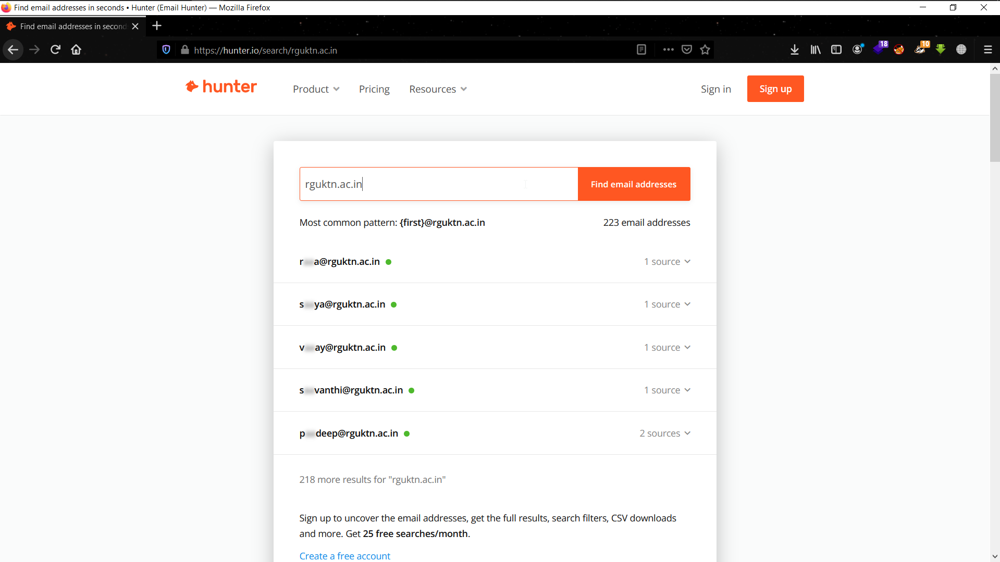 Find email addresses in seconds • Hunter (Email Hunter) — Mozilla Firefox
Find email addresses in second
https://hunter.io/search/rguktn.ac.in
18
10
hunter
Product
Pricing
Resources
Sign in
Sign up
rguktn.ac.in
Find email addresses
Most common pattern: {first}@rguktn.ac.in
223 email addresses
r a@rguktn.ac.in
1 source
s ya@rguktn.ac.in
1 source
v ay@rguktn.ac.in
1 source
s vanthi@rguktn.ac.in
1 source
p deep@rguktn.ac.in
2 sources
218 more results for "rguktn.ac.in"
Sign up to uncover the email addresses, get the full results, search filters, CSV downloads
and more. Get 25 free searches/month.
Create a free account